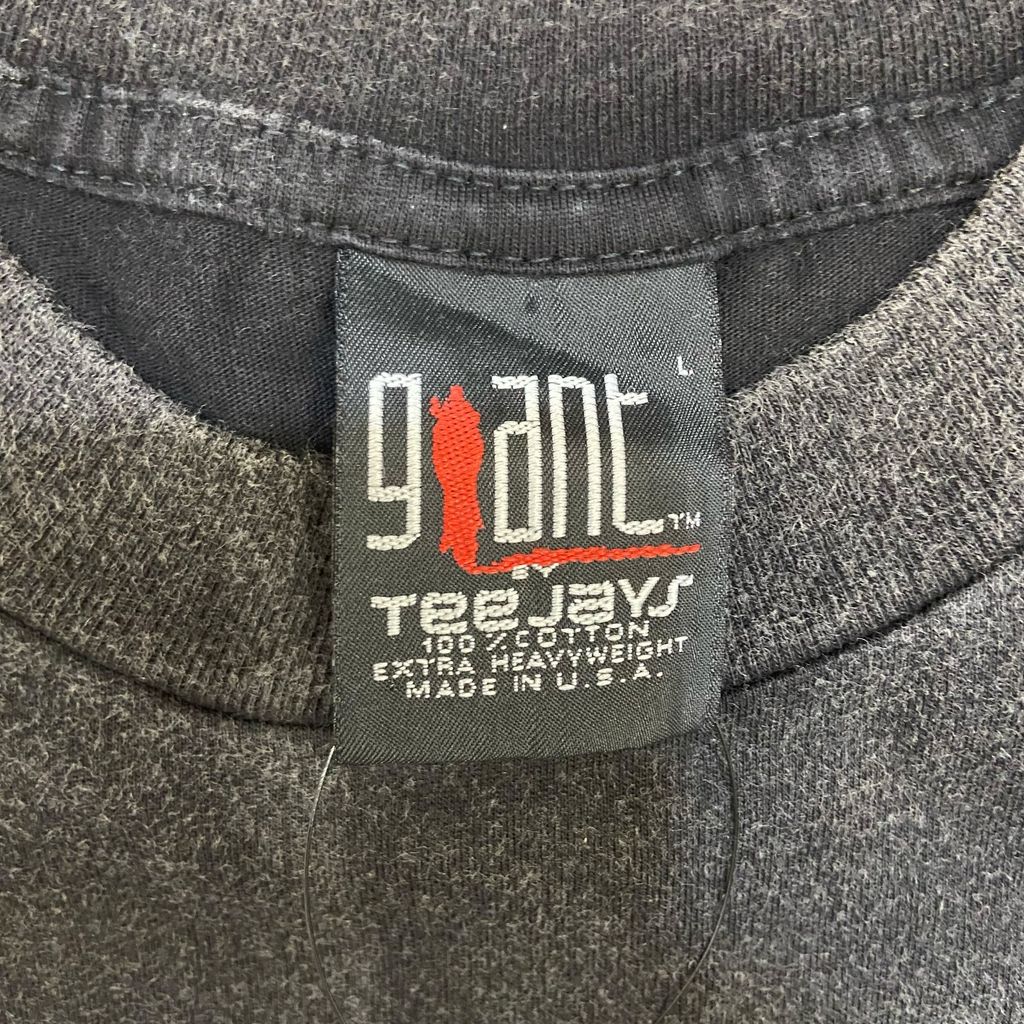 L.
giant™
BY
TeeJays
100%COTTON
EXTRA HEAVYWEIGHT
MADE IN U.S.A.